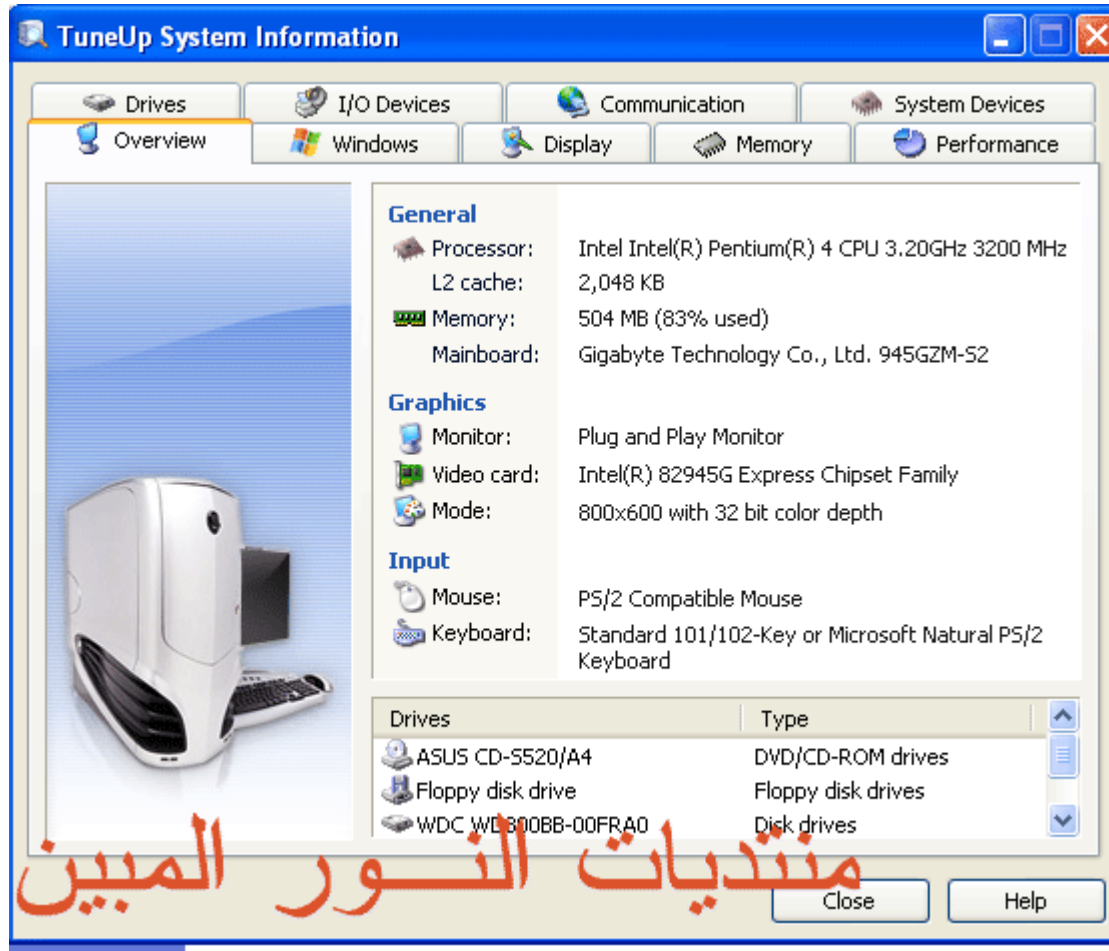 TuneUp System Information
Drives I/O Devices Communication System Devices
Overview Windows Display Memory Performance
General
Processor: Intel Intel(R) Pentium(R) 4 CPU 3.20GHz 3200 MHz
L2 cache: 2,048 KB
Memory: 504 MB (83% used)
Mainboard: Gigabyte Technology Co., Ltd. 945GZM-S2
Graphics
Monitor: Plug and Play Monitor
Video card: Intel(R) 82945G Express Chipset Family
Mode: 800x600 with 32 bit color depth
Input
Mouse: PS/2 Compatible Mouse
Keyboard: Standard 101/102-Key or Microsoft Natural PS/2
Keyboard
Drives Type
ASUS CD-S520/A4 DVD/CD-ROM drives
Floppy disk drive Floppy disk drives
WDC WD800BB-00FRA0 Disk drives
منتديات النـــور المبين
Close Help